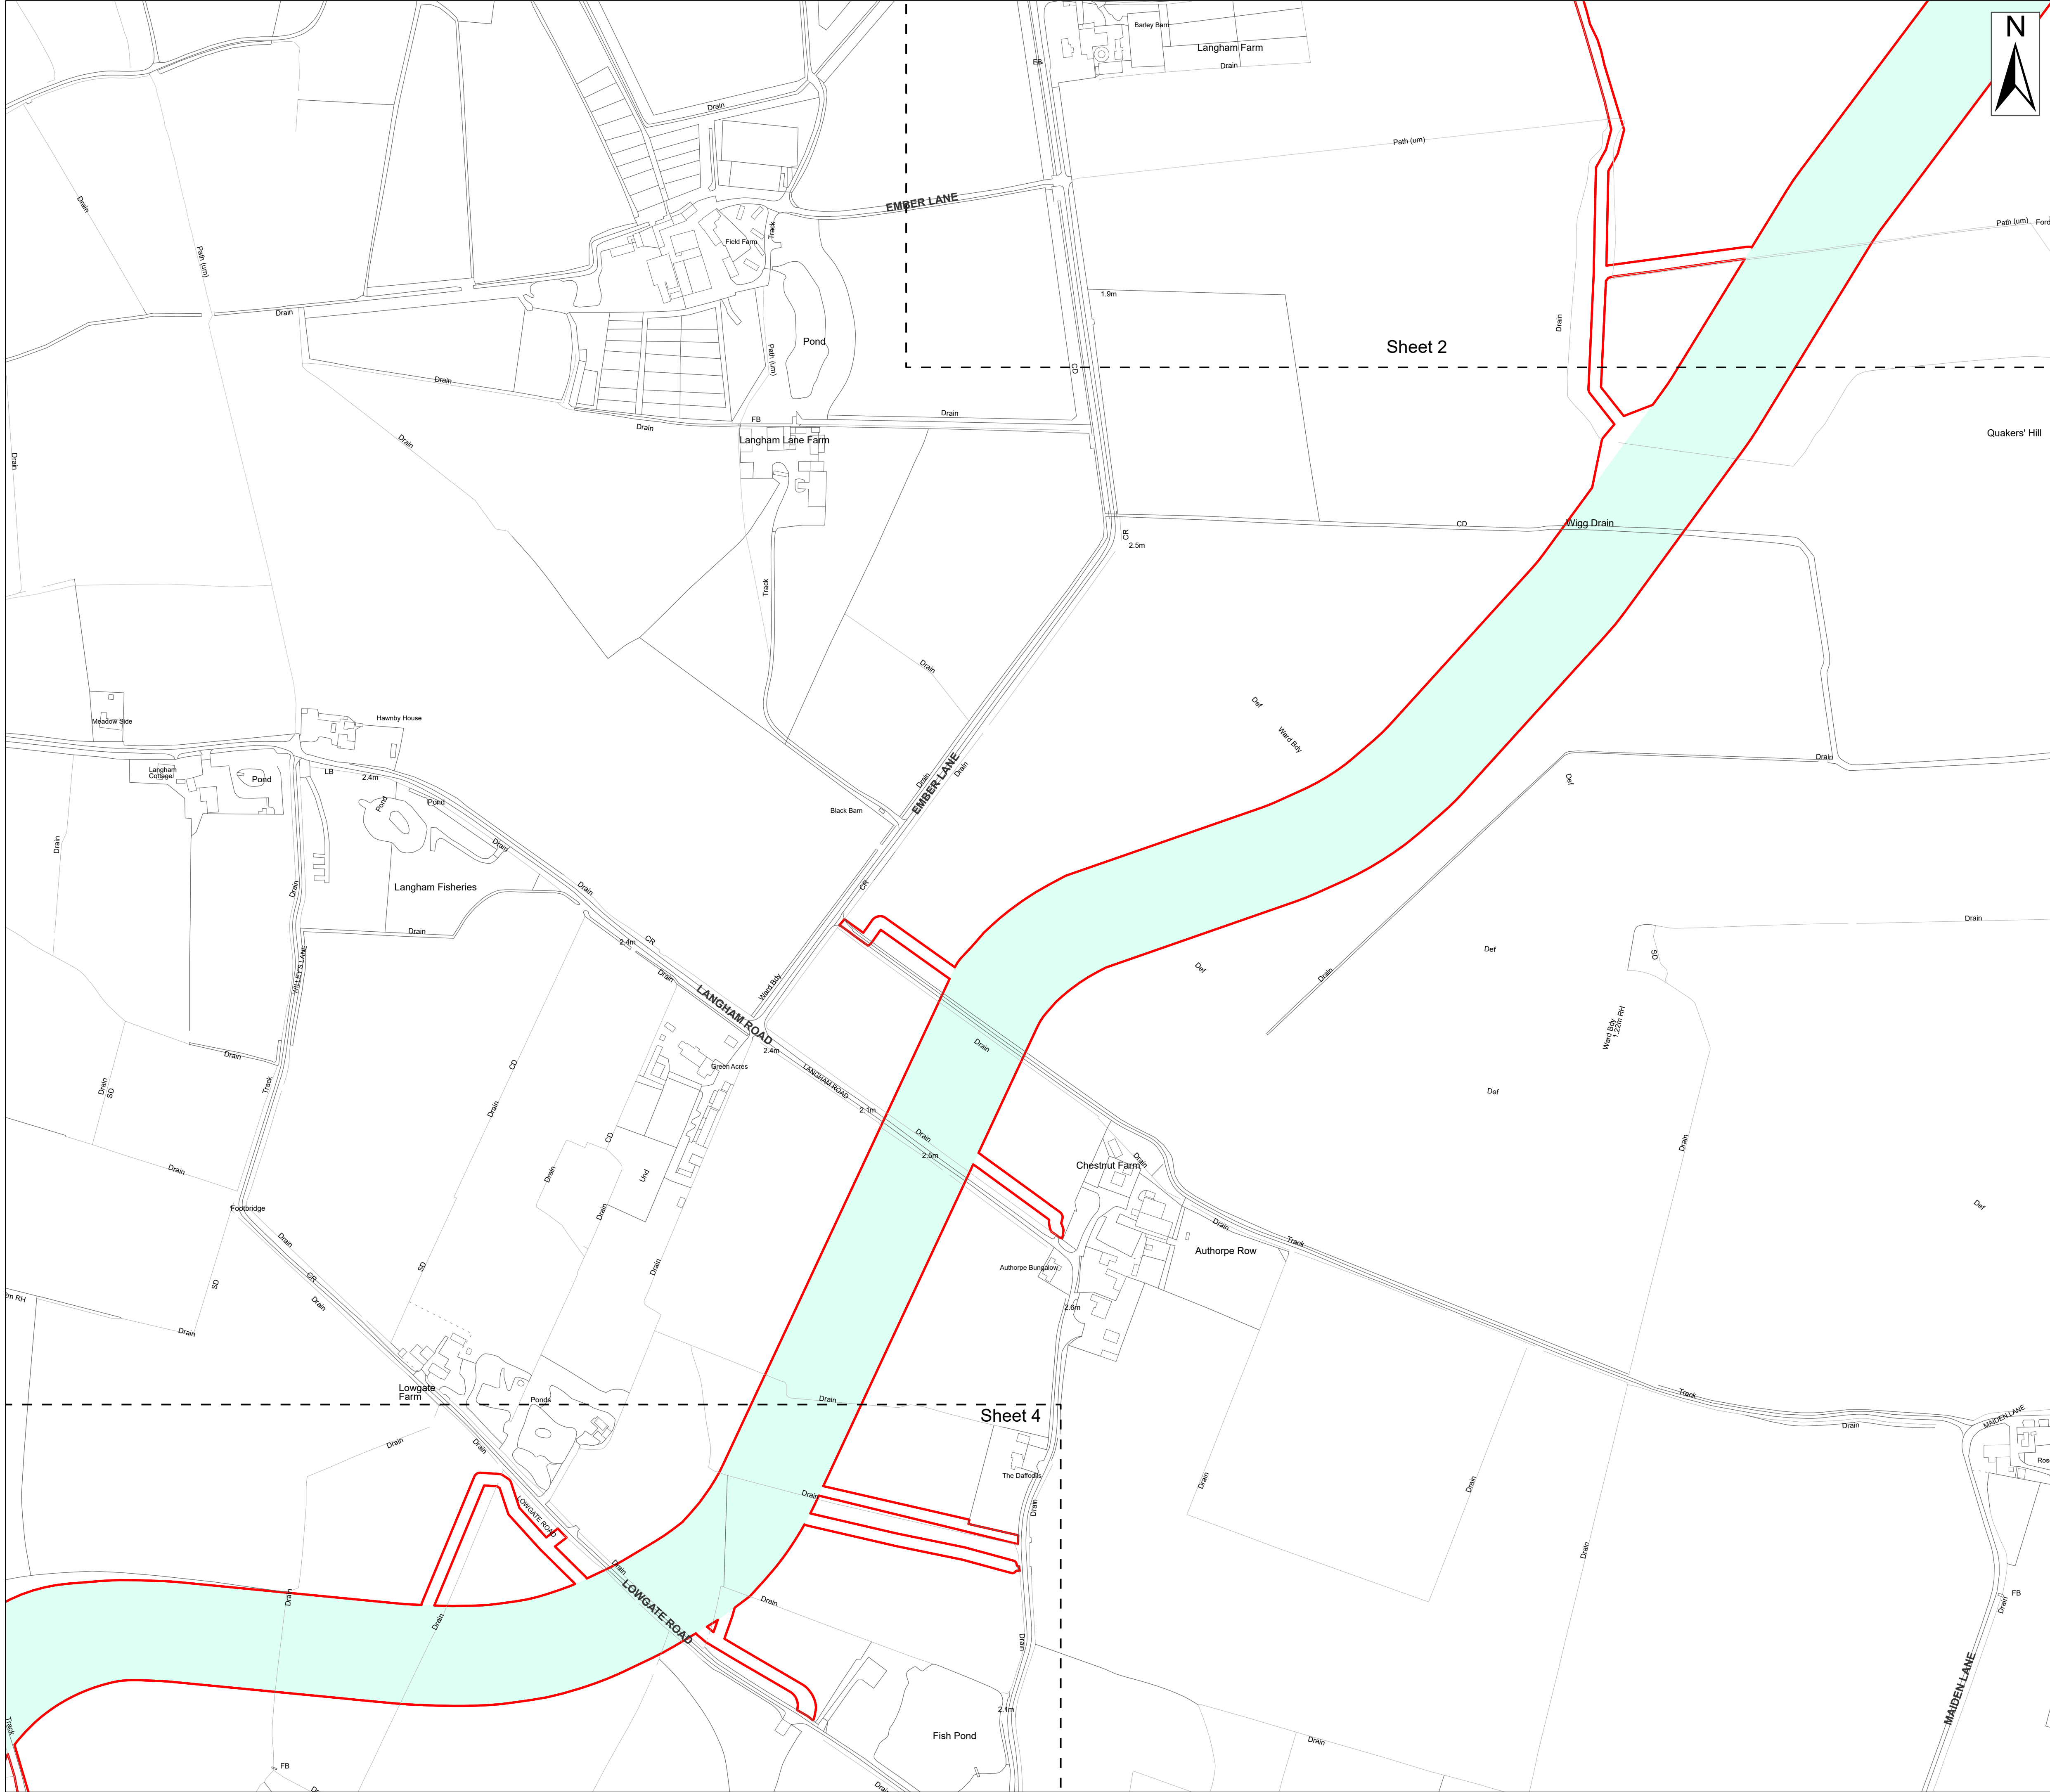 N
Barley Barn
Langham Farm
Drain
FB
Drain
Path (um)
EMBER LANE
Drain
Field Farm
Track
Path (um)
Path (um)
Ford
Drain
1.9m
Drain
Sheet 2
Pond
Path (um)
CD
Drain
Drain
FB
Drain
Drain
Langham Lane Farm
Quakers' Hill
Drain
Drain
CD
Wigg Drain
CR
2.5m
Track
Drain
Def
Ward Bdy
Meadow Side
Hawnby House
Langham
Cottage
Pond
LB
2.4m
Pond
Pond
Drain
Drain
EMBER LANE
Drain
Drain
Def
Black Barn
Drain
Drain
Langham Fisheries
Drain
Drain
CR
Drain
Drain
CR
2.4m
WILLEYS LANE
Drain
Ward Bdy
LANGHAM ROAD
2.4m
Def
Def
Drain
SD
Ward Bdy
1.22m RH
Drain
Drain
Drain
SD
Track
CD
Drain
Green Acres
LANGHAM ROAD
2.1m
Drain
2.5m
Def
Drain
CD
Drain
Und
Chestnut Farm
Drain
Drain
Footbridge
Drain
Drain
Def
Drain
Authorpe Row
Track
Authorpe Bungalow
Drain
SD
SD
CR
Drain
2m RH
Drain
2.6m
Lowgate
Farm
Ponds
Drain
Sheet 4
Track
Drain
MAIDEN LANE
Drain
Drain
The Daffodils
Drain
Drain
Drain
Drain
LOWGATE ROAD
Drain
Drain
LOWGATE ROAD
Drain
Drain
Drain
Drain
FB
Drain
MAIDEN LANE
Track
Fish Pond
2.1m
Drain
FB